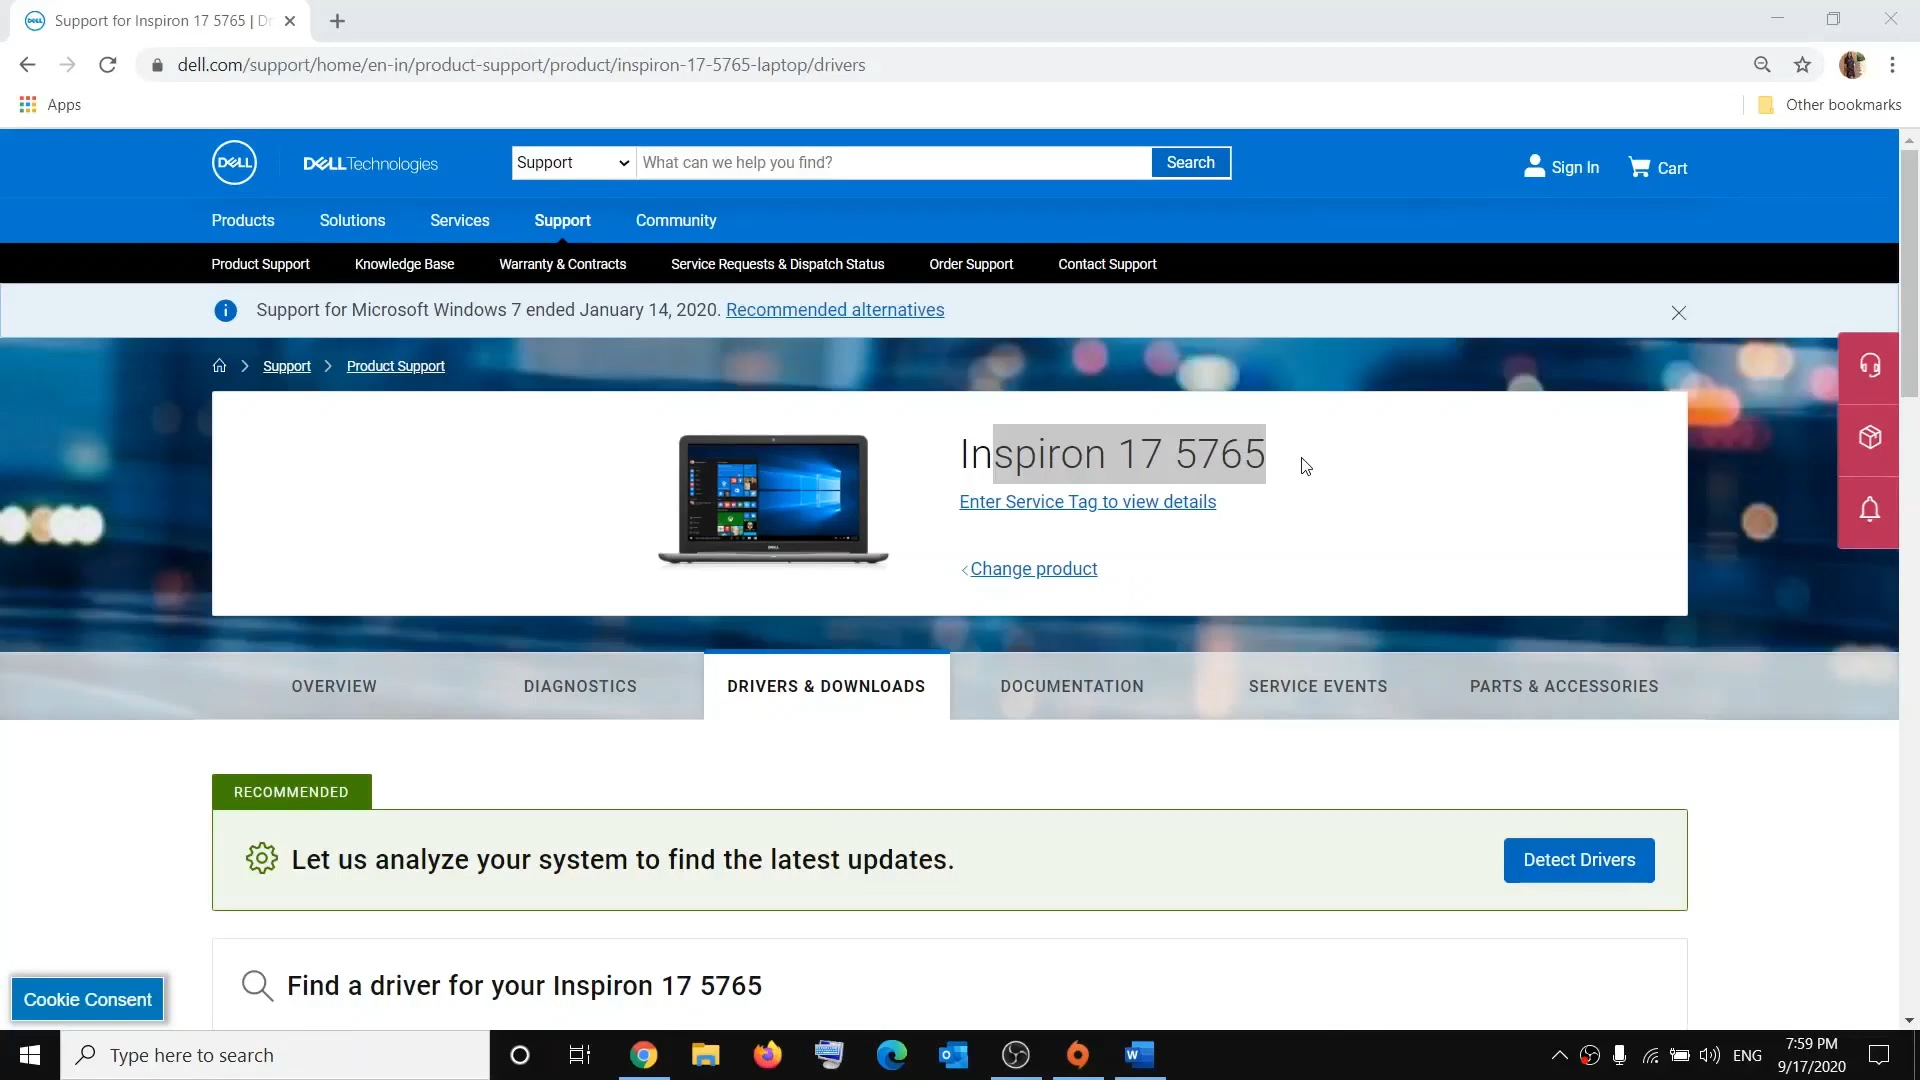 Support for Inspiron 17 5765 | Dr
dell.com/support/home/en-in/product-support/product/inspiron-17-5765-laptop/drivers
Apps
Other bookmarks
DELL
DELL Technologies
Support
What can we help you find?
Search
Sign In
Cart
Products
Solutions
Services
Support
Community
Product Support
Knowledge Base
Warranty & Contracts
Service Requests & Dispatch Status
Order Support
Contact Support
Support for Microsoft Windows 7 ended January 14, 2020. Recommended alternatives
Support
Product Support
Inspiron 17 5765
Enter Service Tag to view details
Change product
OVERVIEW
DIAGNOSTICS
DRIVERS & DOWNLOADS
DOCUMENTATION
SERVICE EVENTS
PARTS & ACCESSORIES
RECOMMENDED
Let us analyze your system to find the latest updates.
Detect Drivers
Find a driver for your Inspiron 17 5765
Cookie Consent
Type here to search
ENG
7:59 PM
9/17/2020